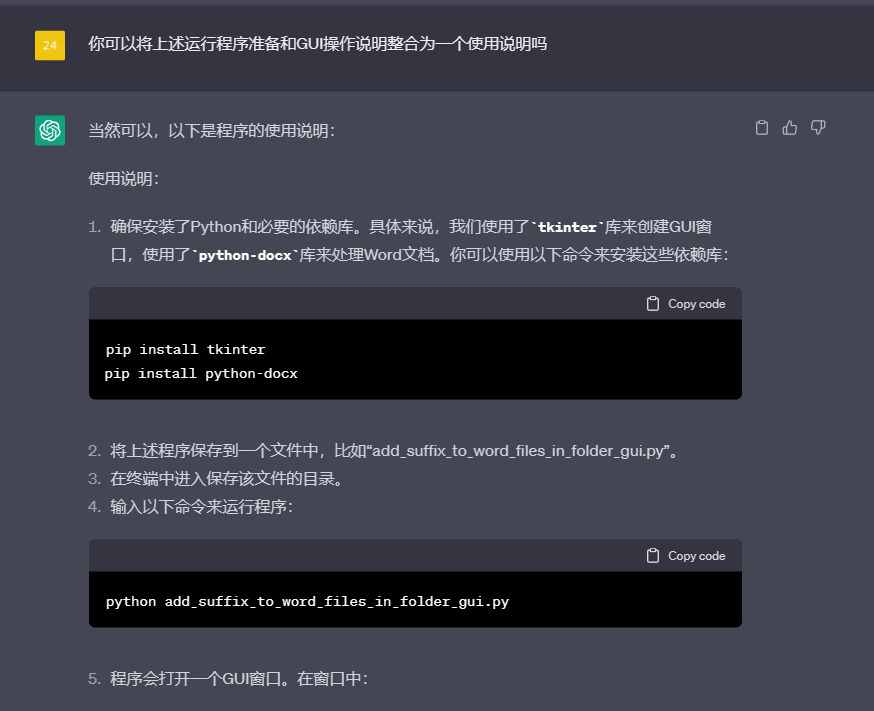 24
你可以将上述运行程序准备和GUI操作说明整合为一个使用说明吗
当然可以，以下是程序的使用说明：
使用说明：
1. 确保安装了Python和必要的依赖库。具体来说，我们使用了`tkinter`库来创建GUI窗
口，使用了`python-docx`库来处理Word文档。你可以使用以下命令来安装这些依赖库：
Copy code
pip install tkinter
pip install python-docx
2. 将上述程序保存到一个文件中，比如“add_suffix_to_word_files_in_folder_gui.py”。
3. 在终端中进入保存该文件的目录。
4. 输入以下命令来运行程序：
Copy code
python add_suffix_to_word_files_in_folder_gui.py
5. 程序会打开一个GUI窗口。在窗口中：